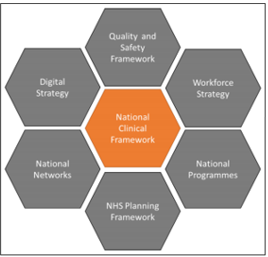 Quality and
Safety
Framework
Digital
Strategy
Workforce
Strategy
National
Clinical
Framework
National
Networks
National
Programmes
NHS Planning
Framework